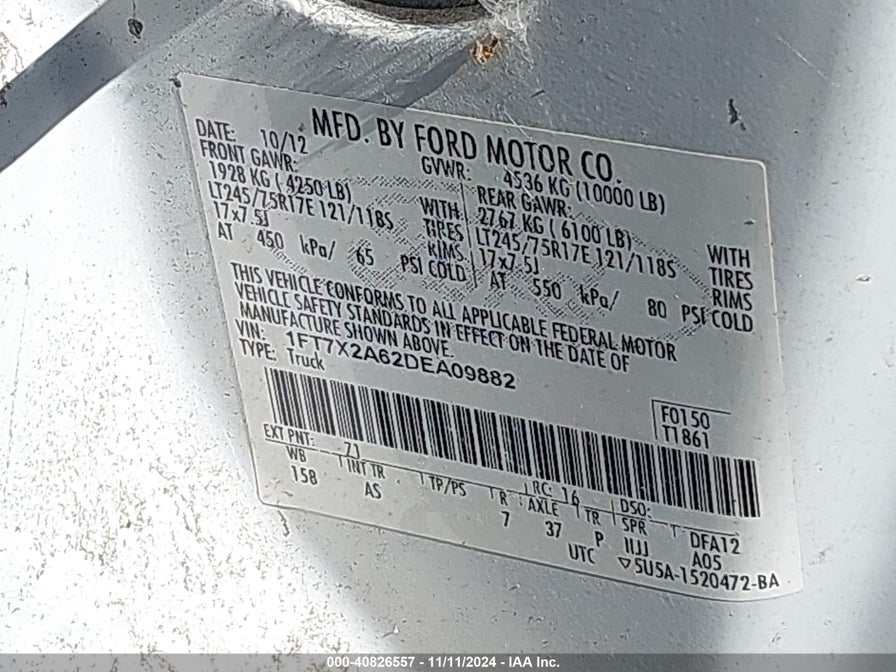 MFD. BY FORD MOTOR CO.
DATE: 10/12 GVWR: 4536 KG (10000 LB)
FRONT GAWR: REAR GAWR:
1928 KG ( 4250 LB) WITH 2767 KG ( 6100 LB) WITH
LT245/75R17E 121/118S TIRES LT245/75R17E 121/118S TIRES
17x7.5J RIMS 17x7.5J RIMS
AT 450 kPa/ 65 PSI COLD AT 550 kPa/ 80 PSI COLD
THIS VEHICLE CONFORMS TO ALL APPLICABLE FEDERAL MOTOR
VEHICLE SAFETY STANDARDS IN EFFECT ON THE DATE OF
MANUFACTURE SHOWN ABOVE.
VIN: 1FT7X2A62DEA09882
TYPE: Truck
F0150
T1861
EXT PNT: 71 RC: 16 DSO:
WB INT TR TP/PS R AXLE TR SPR
158 AS 7 37 P IIJJ DFA12
A05
UTC ▽5U5A-1520472-BA
000-40826557 - 11/11/2024 - IAA Inc.